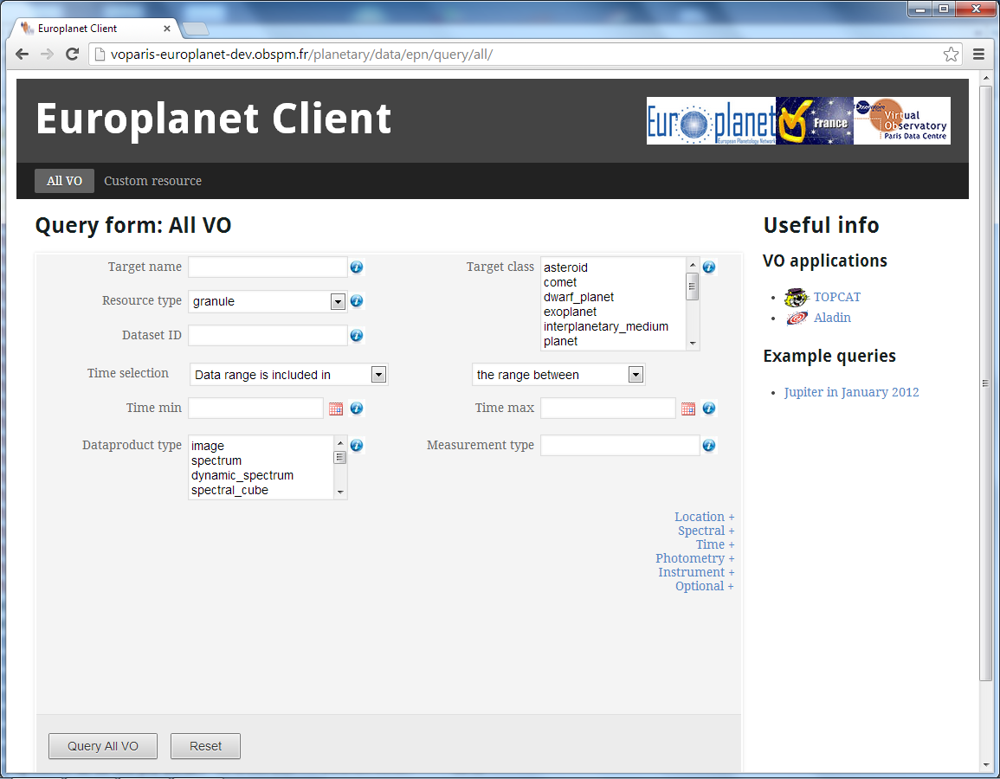 Europlanet Client
voparis-europlanet-dev.obspm.fr/planetary/data/epn/query/all/
Europlanet Client
Europlanet
European Planetology Network
France
Observatoire
Virtual
Observatory
Paris Data Centre
All VO
Custom resource
Query form: All VO
Target name
Target class
asteroid
comet
dwarf_planet
exoplanet
interplanetary_medium
planet
Resource type
granule
Dataset ID
Time selection
Data range is included in
the range between
Time min
Time max
Dataproduct type
image
spectrum
dynamic_spectrum
spectral_cube
Measurement type
Location +
Spectral +
Time +
Photometry +
Instrument +
Optional +
Query All VO
Reset
Useful info
VO applications
TOPCAT
Aladin
Example queries
Jupiter in January 2012